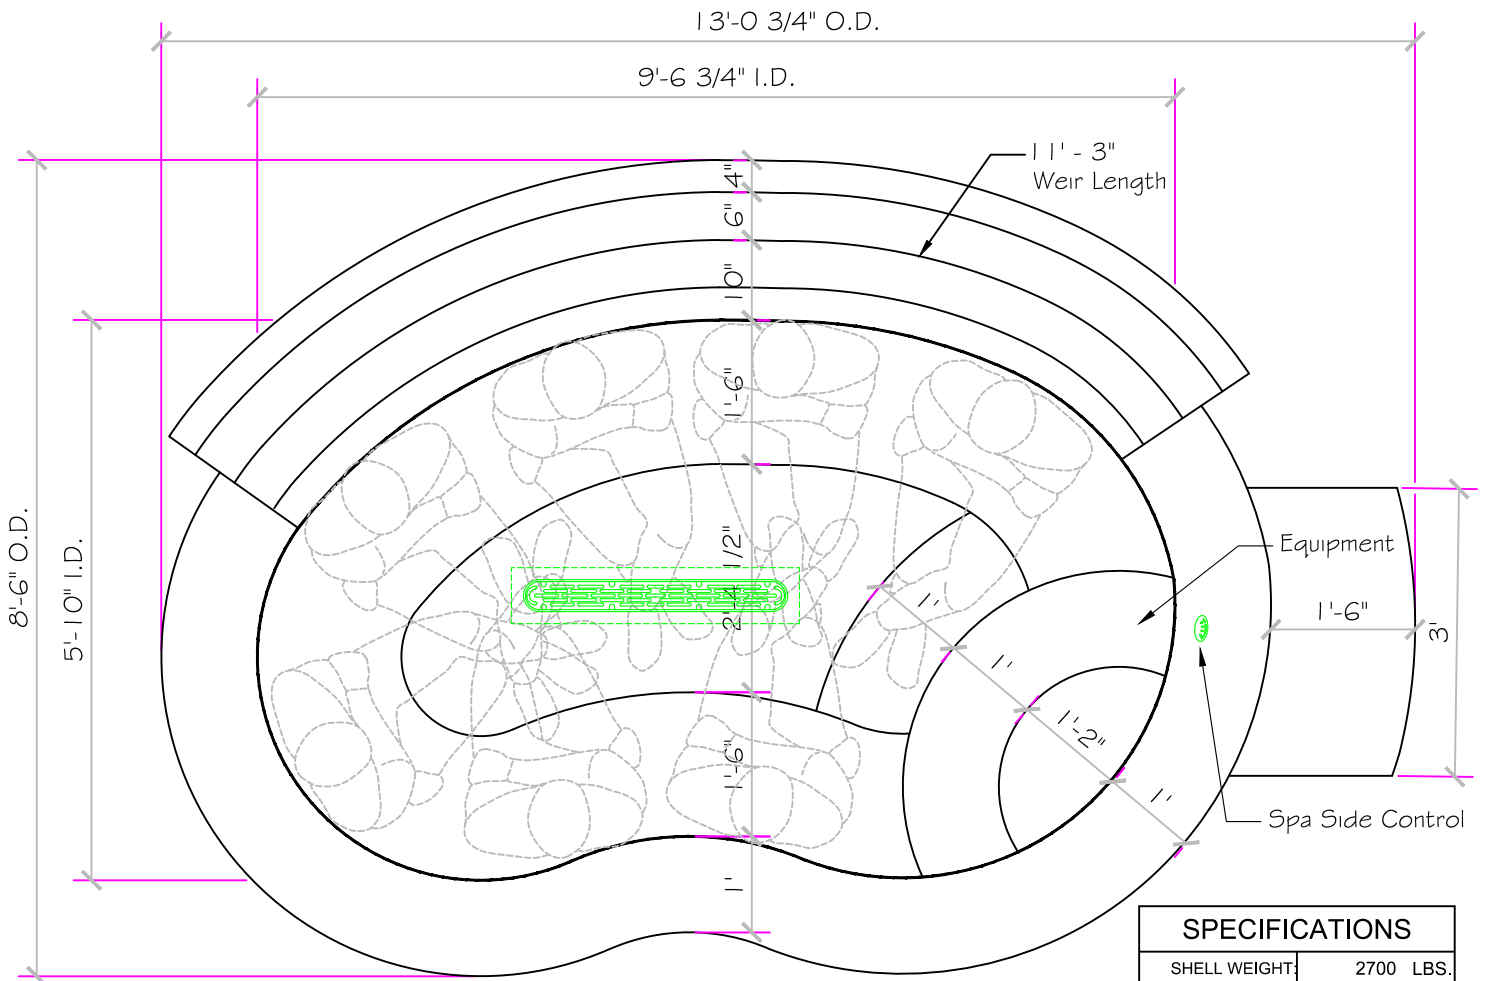 13'-0 3/4" O.D.
9'-6 3/4" I.D.
11' - 3"
Weir Length
4"
6"
10"
1'-6"
2'-4 1/2"
1'-6"
1'
8'-6" O.D.
5'-10" I.D.
1'
1'
1'-2"
1'
Equipment
1'-6"
3'
Spa Side Control
SPECIFICATIONS
SHELL WEIGHT: 2700 LBS.